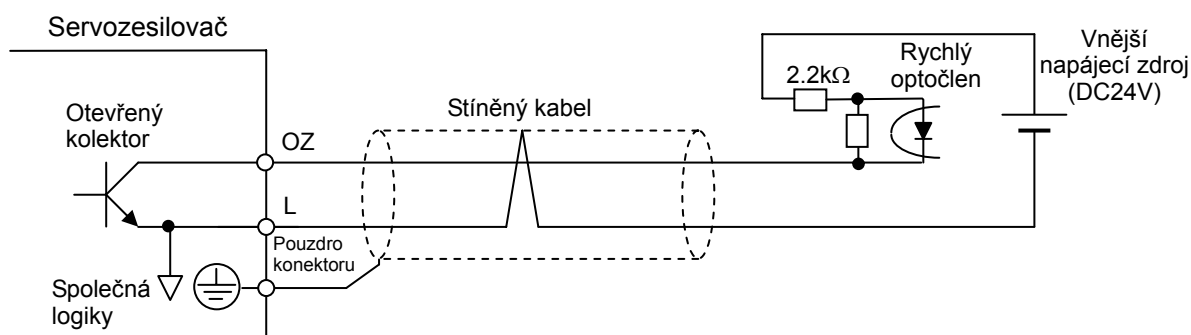 Servozesilovač
Otevřený
kolektor
OZ
L
Pouzdro
konektoru
Společná
logiky
Stíněný kabel
2.2kΩ
Rychlý
optočlen
Vnější
napájecí zdroj
(DC24V)